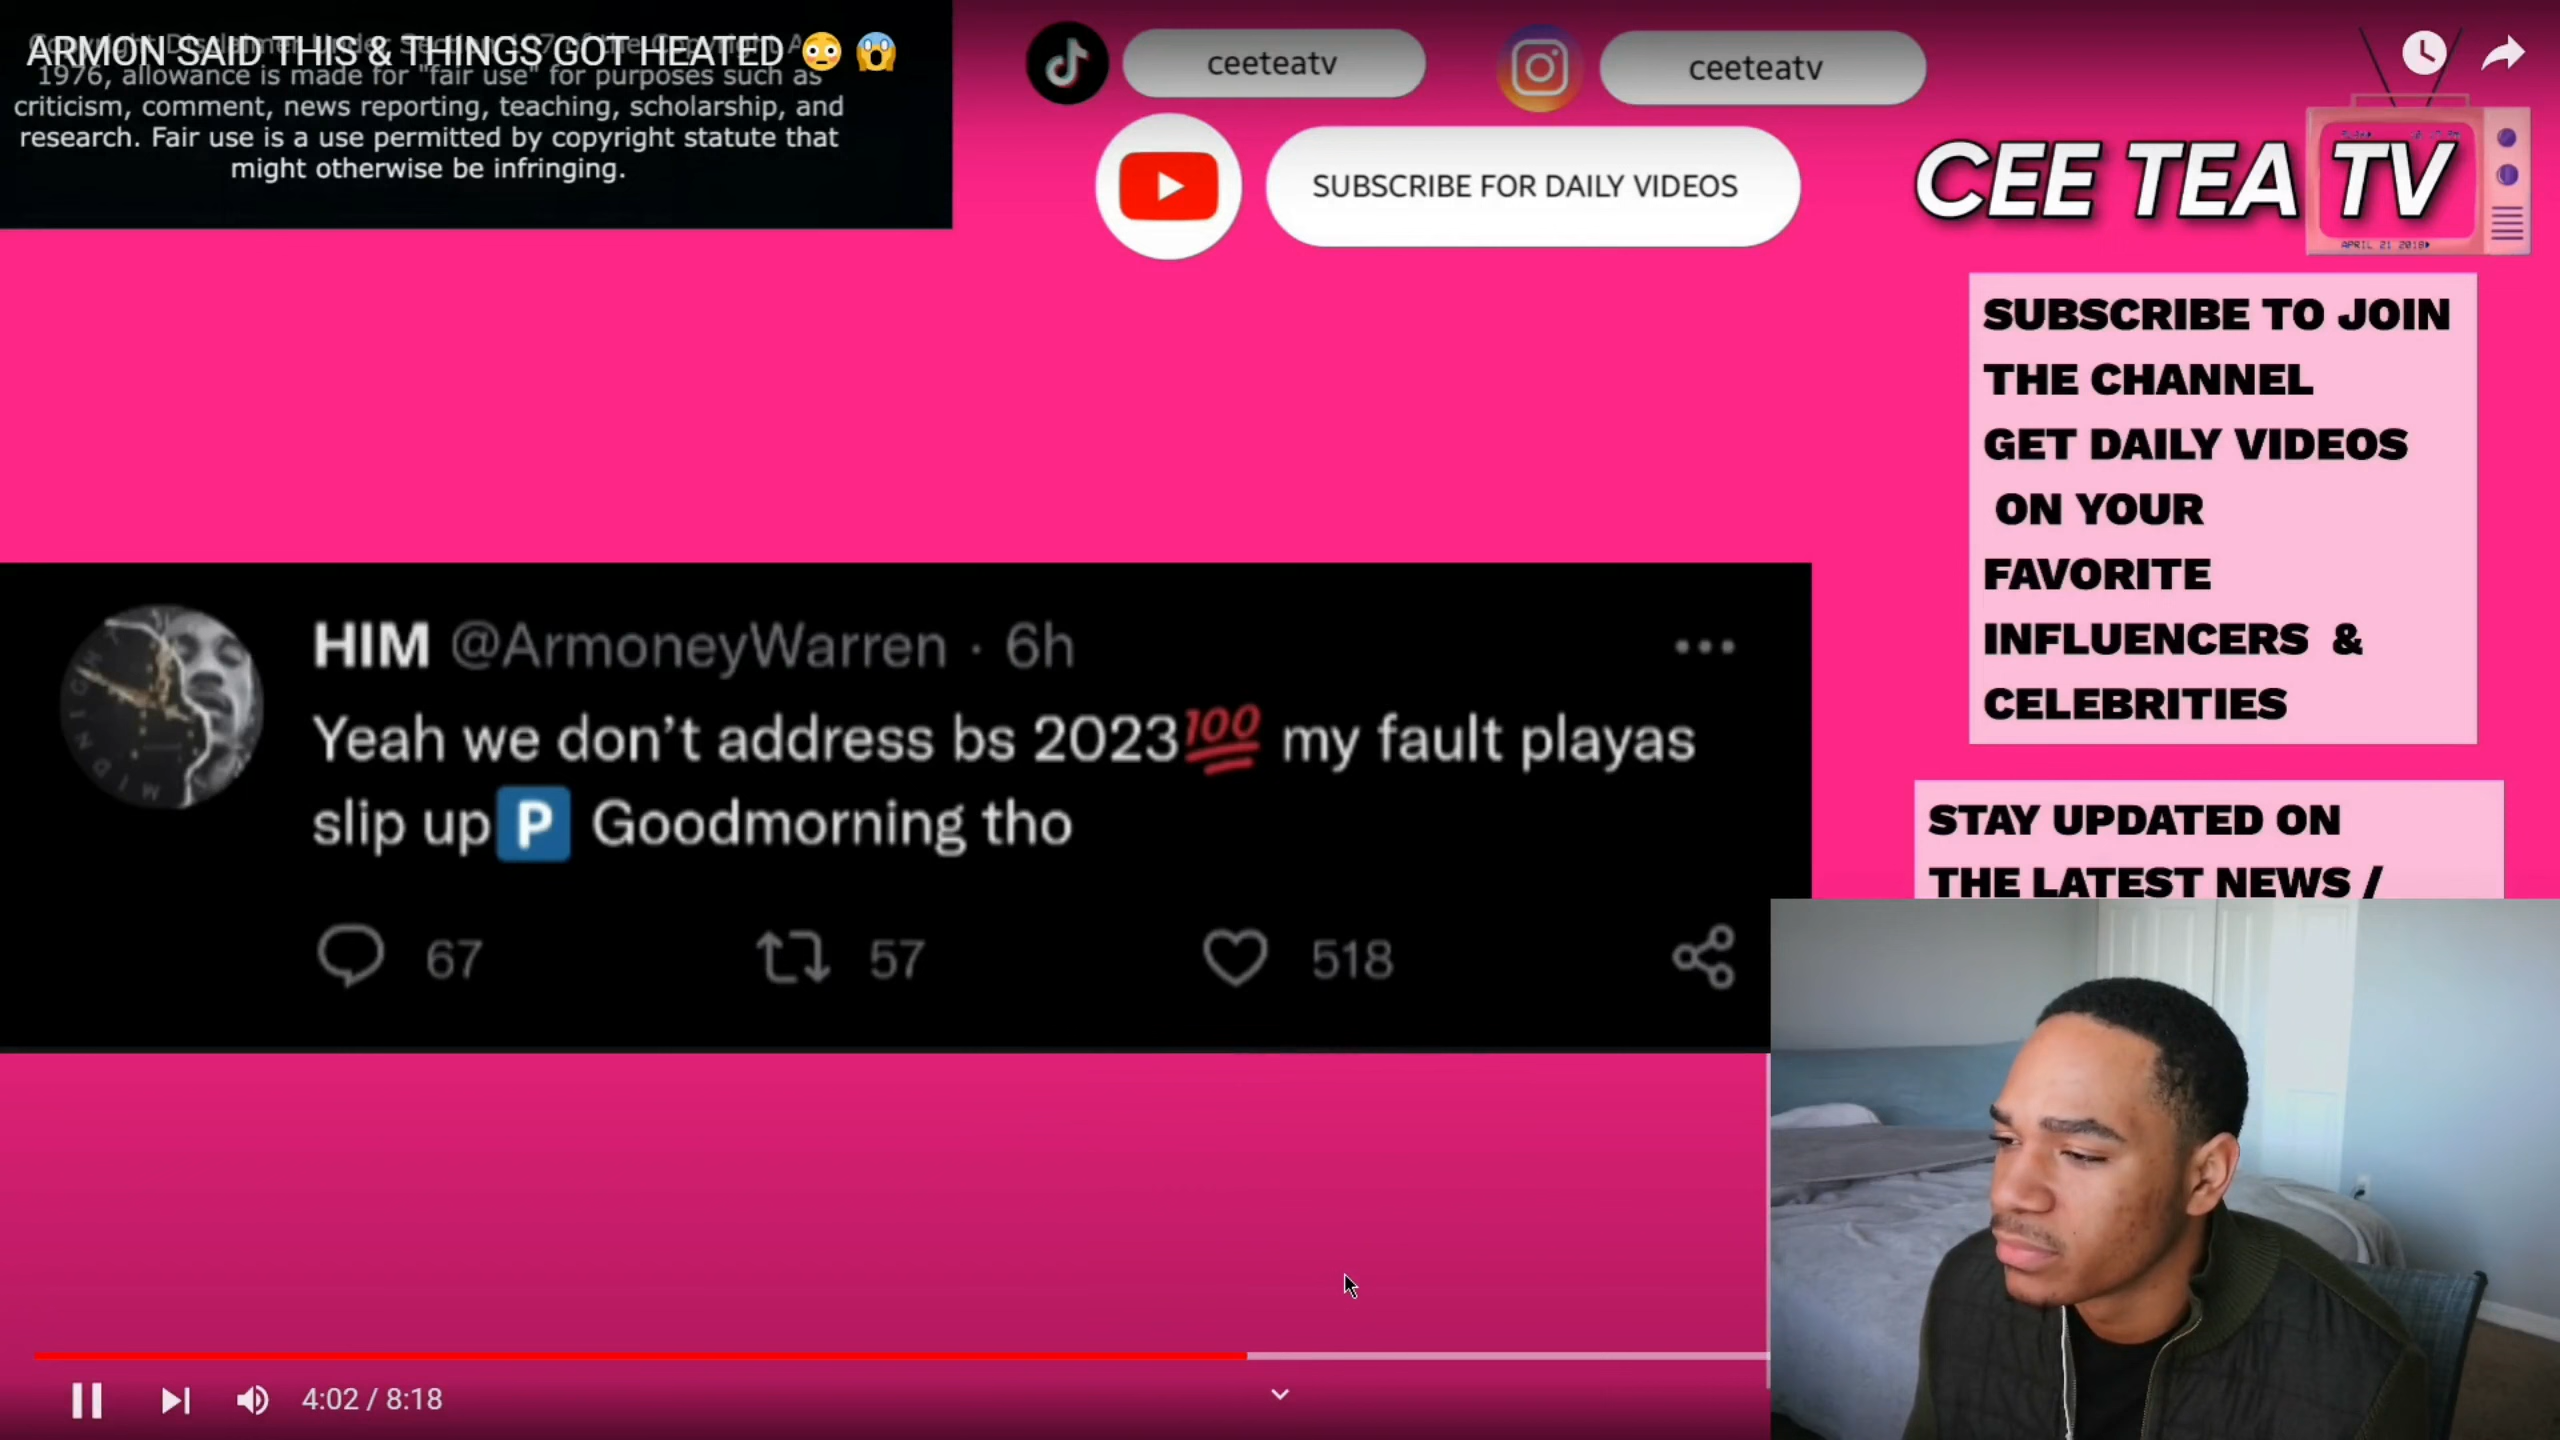 ARMON SAID THIS & THINGS GOT HEATED 😳 😱
1976, allowance is made for "fair use" for purposes such as
criticism, comment, news reporting, teaching, scholarship, and
research. Fair use is a use permitted by copyright statute that
might otherwise be infringing.
ceeteatv
ceeteatv
SUBSCRIBE FOR DAILY VIDEOS
CEE TEA TV
APRIL 21 2018
SUBSCRIBE TO JOIN
THE CHANNEL
GET DAILY VIDEOS
ON YOUR
FAVORITE
INFLUENCERS &
CELEBRITIES
STAY UPDATED ON
THE LATEST NEWS /
HIM @ArmoneyWarren · 6h
Yeah we don't address bs 2023💯 my fault playas
slip up🅿️ Goodmorning tho
67 57 518
4:02 / 8:18